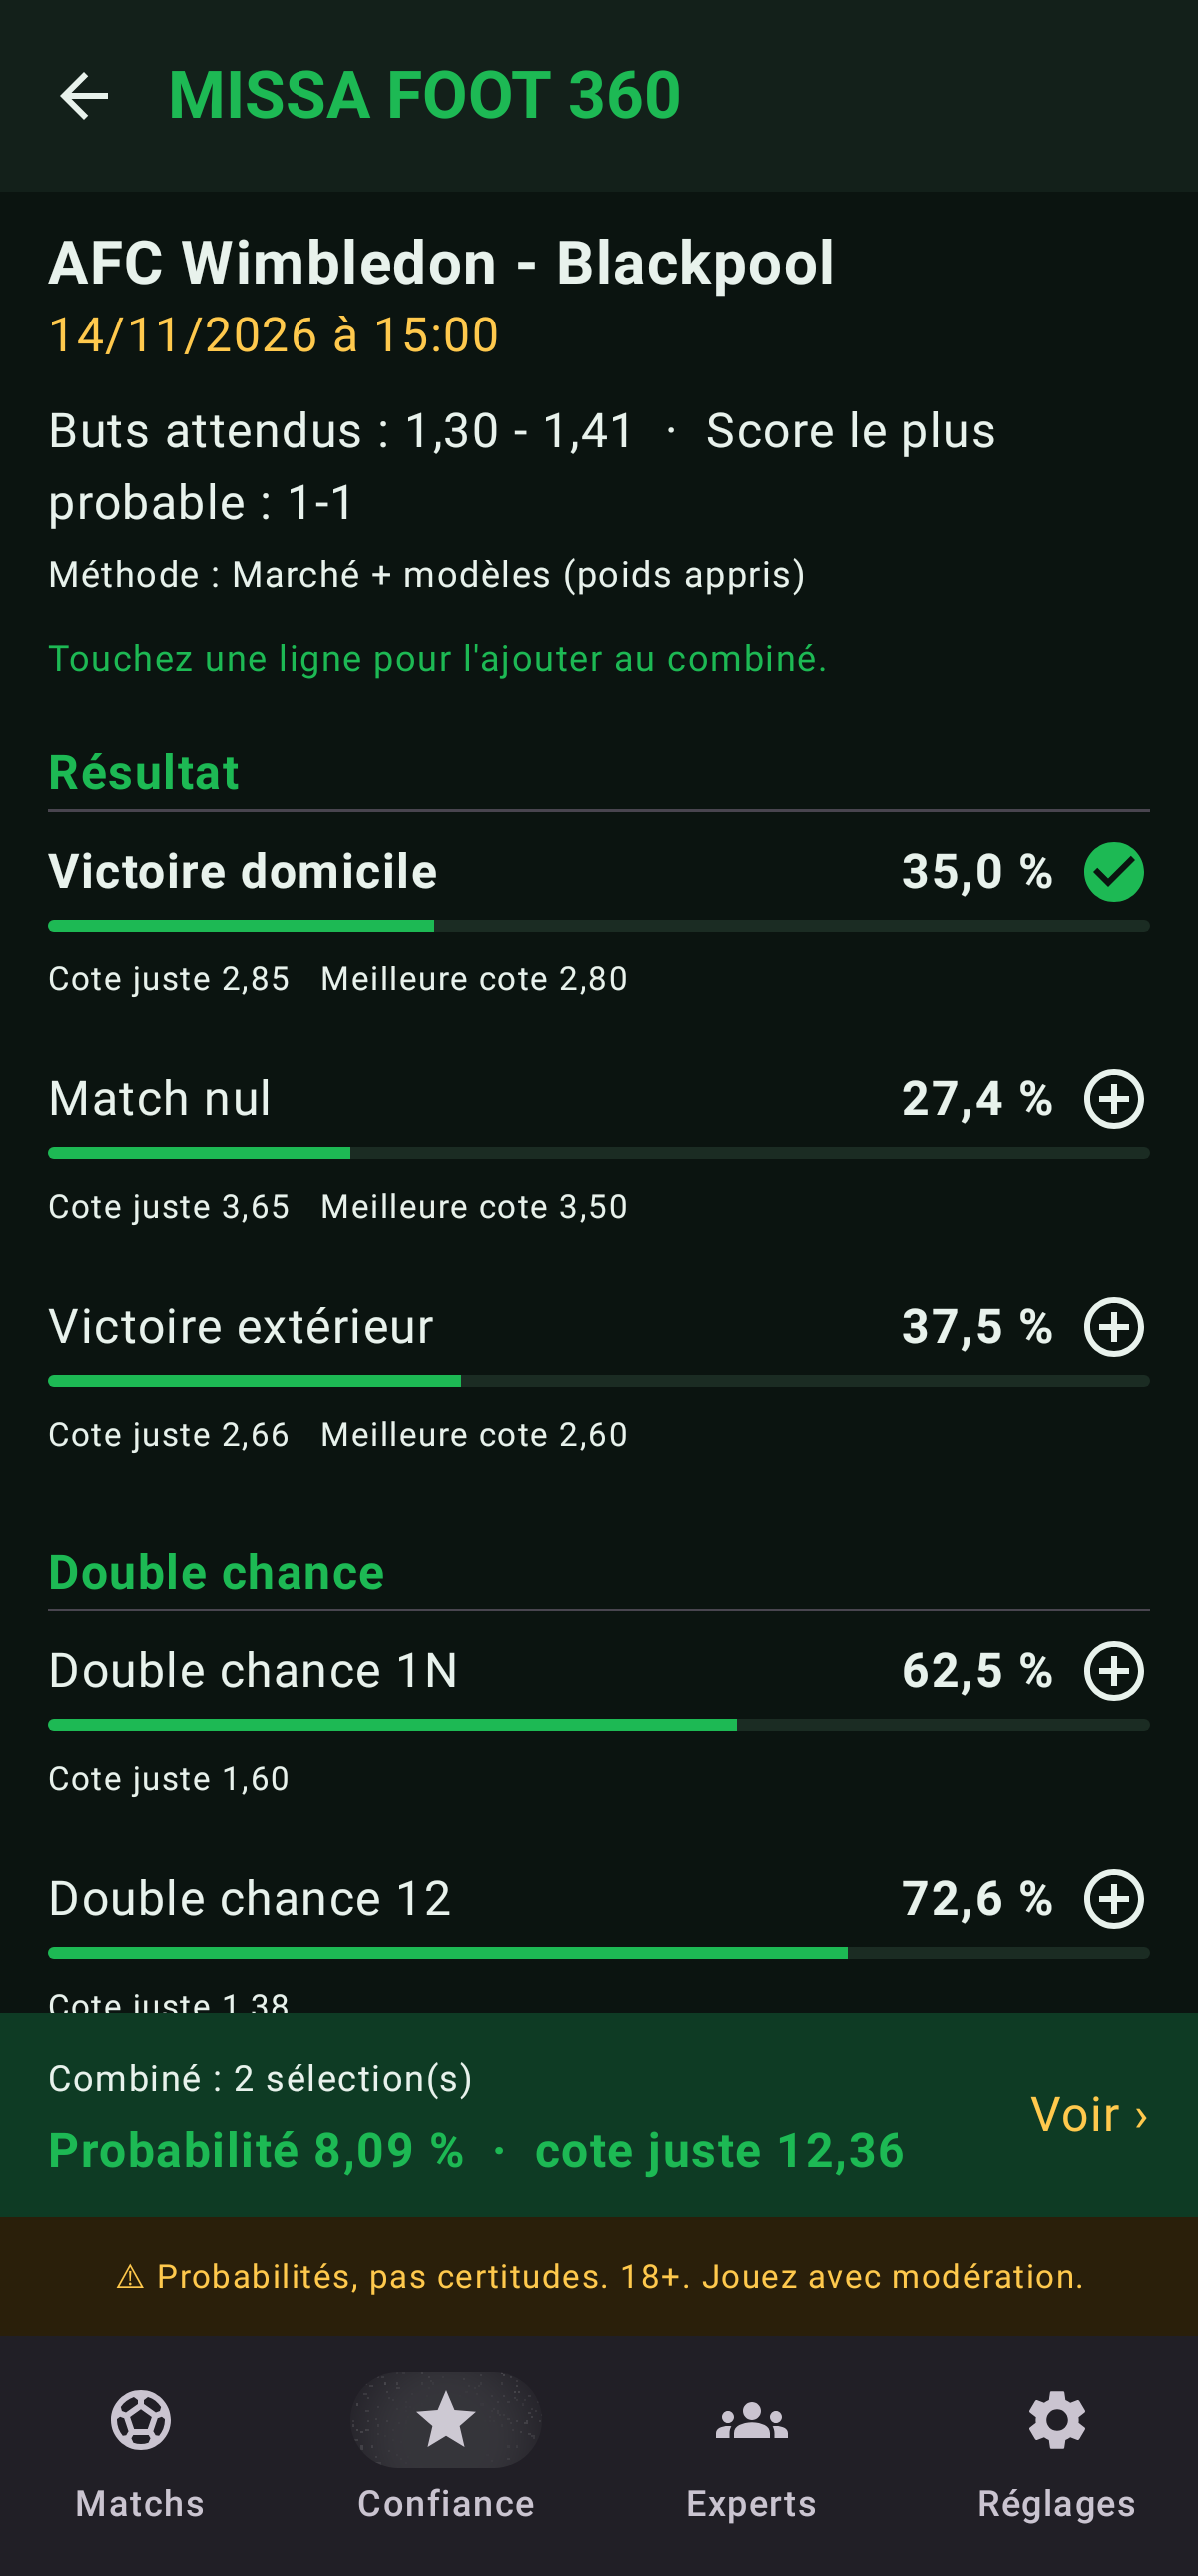 MISSA FOOT 360
AFC Wimbledon - Blackpool
14/11/2026 à 15:00
Buts attendus : 1,30 - 1,41 · Score le plus
probable : 1-1
Méthode : Marché + modèles (poids appris)
Touchez une ligne pour l'ajouter au combiné.
Résultat
Victoire domicile 35,0 %
Cote juste 2,85 Meilleure cote 2,80
Match nul 27,4 %
Cote juste 3,65 Meilleure cote 3,50
Victoire extérieur 37,5 %
Cote juste 2,66 Meilleure cote 2,60
Double chance
Double chance 1N 62,5 %
Cote juste 1,60
Double chance 12 72,6 %
Cote juste 1,38
Combiné : 2 sélection(s)
Probabilité 8,09 % · cote juste 12,36
Voir ›
⚠ Probabilités, pas certitudes. 18+. Jouez avec modération.
Matchs Confiance Experts Réglages